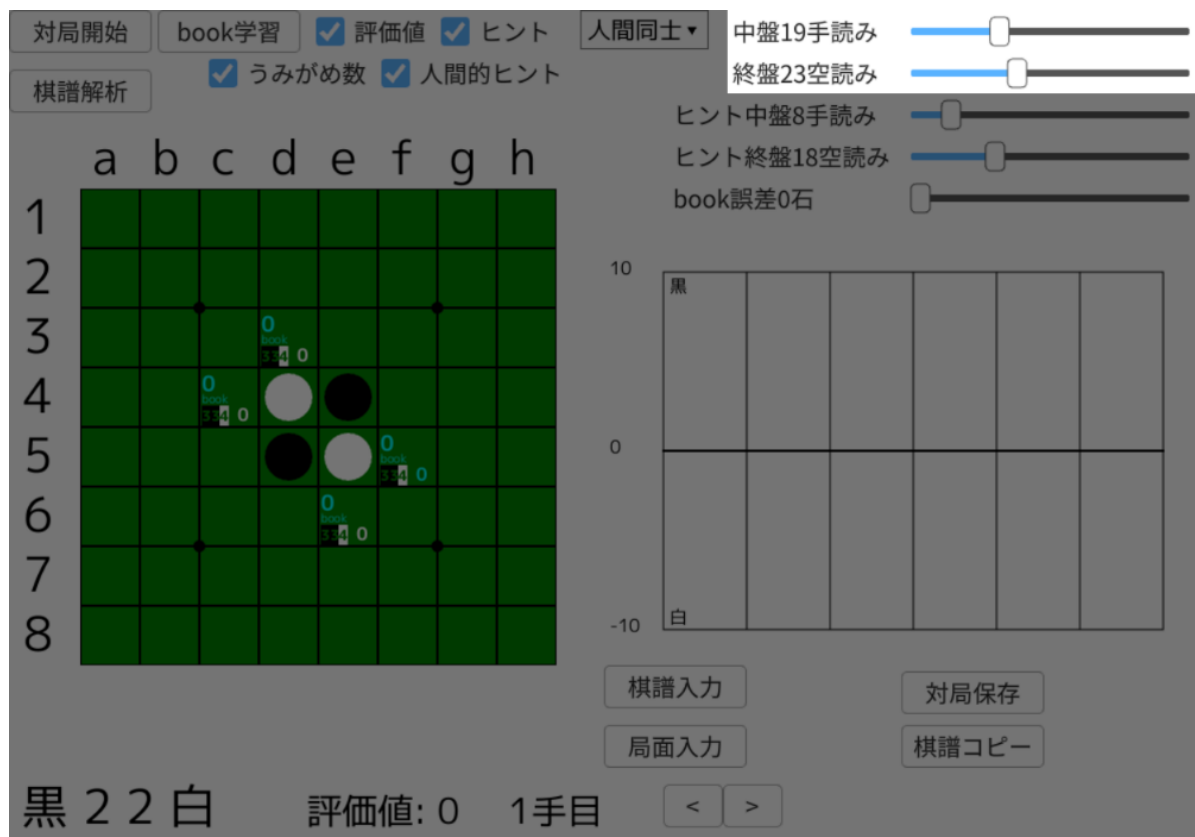 対局開始 book学習 評価値 ヒント 人間同士▼ 中盤19手読み
棋譜解析 うみがめ数 人間的ヒント 終盤23空読み
ヒント中盤8手読み
ヒント終盤18空読み
book誤差0石
a b c d e f g h
1
2
3
4
5
6
7
8
0
book
334 0
0
book
334 0
0
book
334 0
0
book
334 0
10
黒
0
白
-10
棋譜入力 対局保存
局面入力 棋譜コピー
黒 2 2 白 評価値: 0 1手目 < >